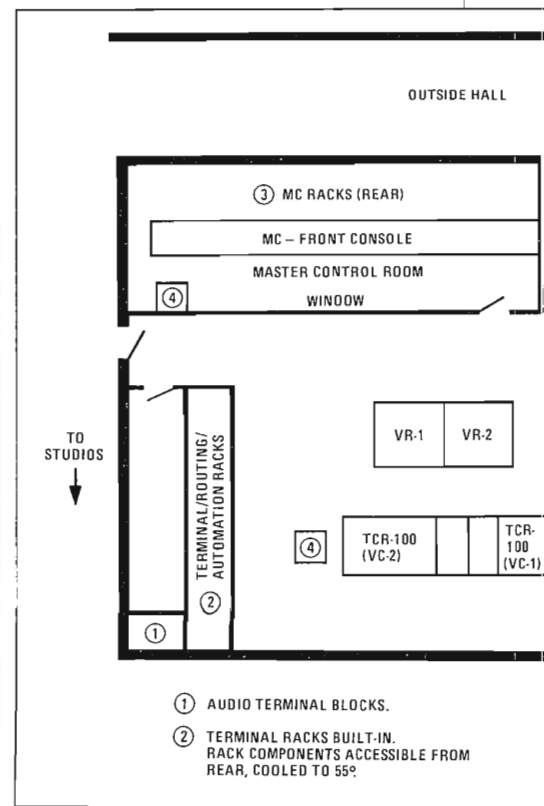 OUTSIDE HALL
③ MC RACKS (REAR)
MC – FRONT CONSOLE
MASTER CONTROL ROOM
④
WINDOW
TO
STUDIOS
TERMINAL/ROUTING/
AUTOMATION RACKS
②
①
VR-1
VR-2
④
TCR-100
(VC-2)
TCR-
100
(VC-1)
① AUDIO TERMINAL BLOCKS.
② TERMINAL RACKS BUILT-IN.
RACK COMPONENTS ACCESSIBLE FROM
REAR, COOLED TO 55°.